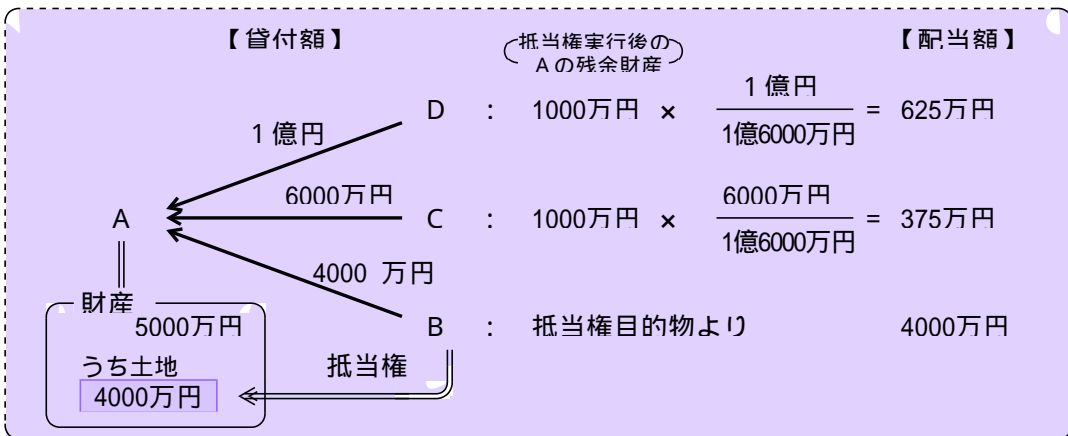 【貸付額】 抵当権実行後の 【配当額】
Aの残余財産
D : 1000万円 × 1億円 = 625万円
1億6000万円
1億円
6000万円
A C : 1000万円 × 6000万円 = 375万円
1億6000万円
4000 万円
財産
5000万円
B : 抵当権目的物より 4000万円
うち土地
抵当権
4000万円